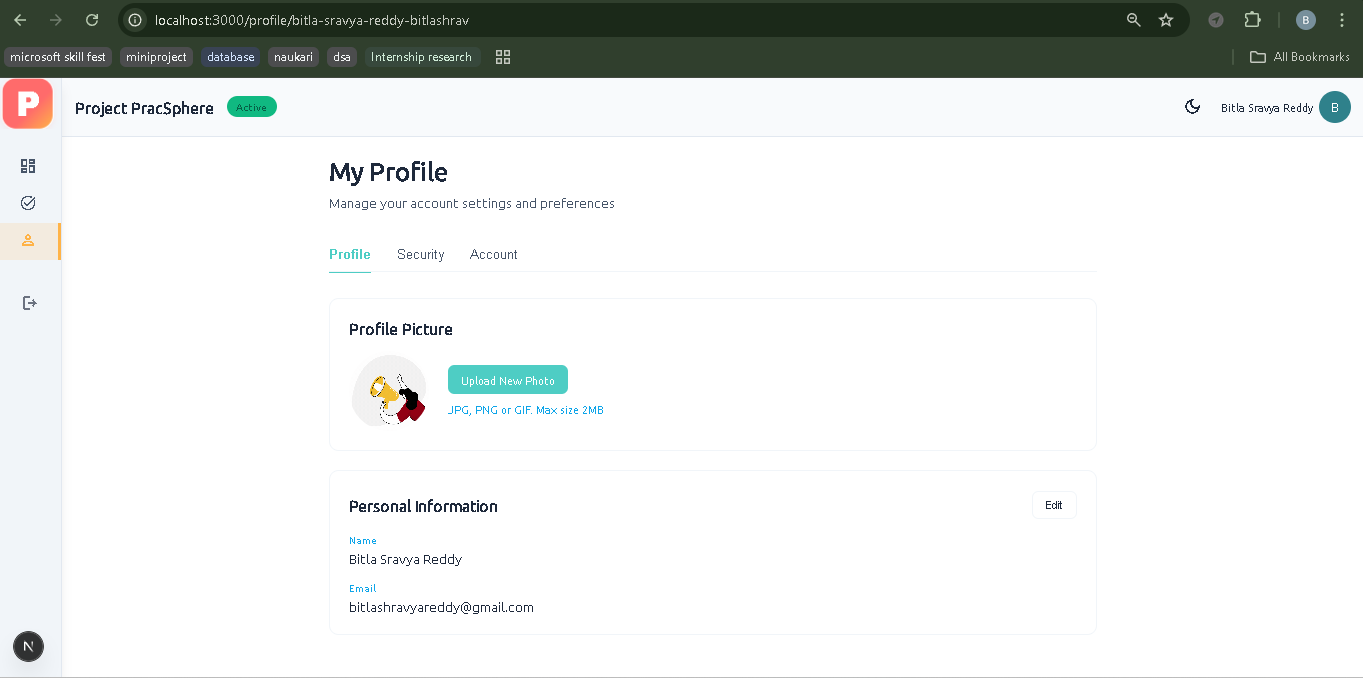 localhost:3000/profile/bitla-sravya-reddy-bitlashrav
B
microsoft skill fest
miniproject
database
naukari
dsa
Internship research
All Bookmarks
P
Project PracSphere
Active
Bitla Sravya Reddy
B
My Profile
Manage your account settings and preferences
Profile
Security
Account
Profile Picture
Upload New Photo
JPG, PNG or GIF. Max size 2MB
Personal Information
Edit
Name
Bitla Sravya Reddy
Email
bitlashravyareddy@gmail.com
N